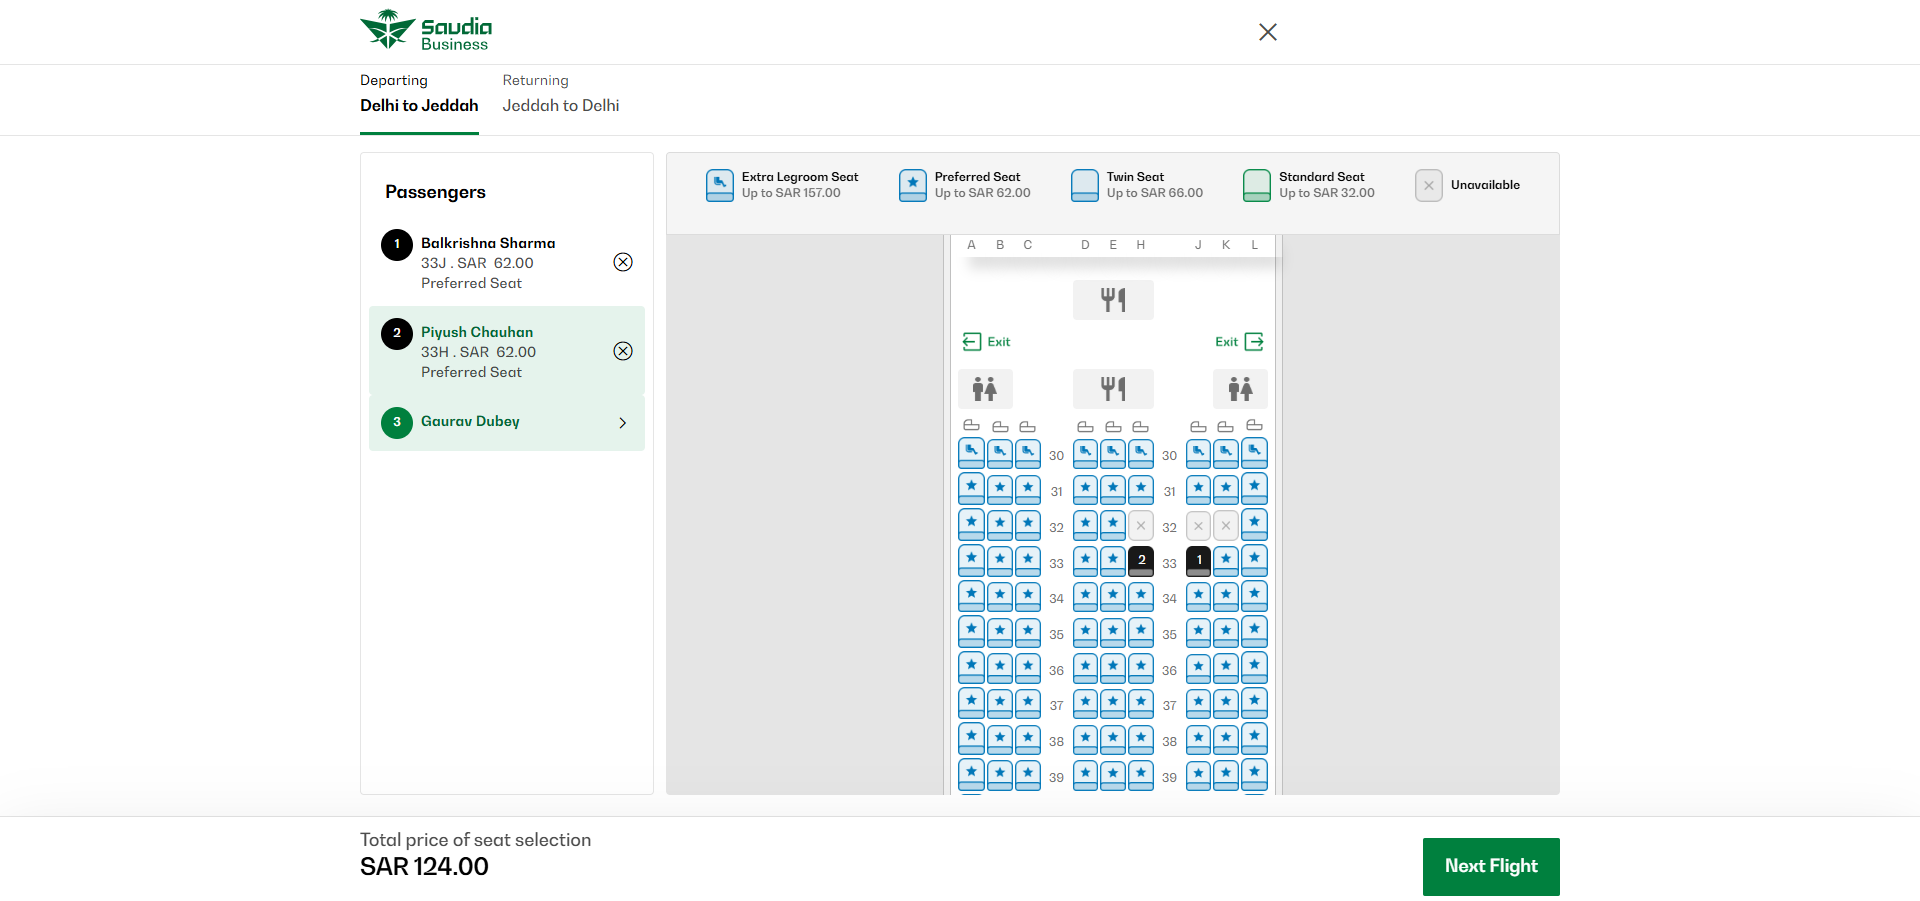 Saudia
Business
Departing
Returning
Delhi to Jeddah
Jeddah to Delhi
Passengers
1
Balkrishna Sharma
33J . SAR 62.00
Preferred Seat
2
Piyush Chauhan
33H . SAR 62.00
Preferred Seat
3
Gaurav Dubey
Extra Legroom Seat
Up to SAR 157.00
Preferred Seat
Up to SAR 62.00
Twin Seat
Up to SAR 66.00
Standard Seat
Up to SAR 32.00
Unavailable
A B C D E H J K L
Exit
Exit
30 30
31 31
32 32
33 2 33 1
34 34
35 35
36 36
37 37
38 38
39 39
Total price of seat selection
SAR 124.00
Next Flight